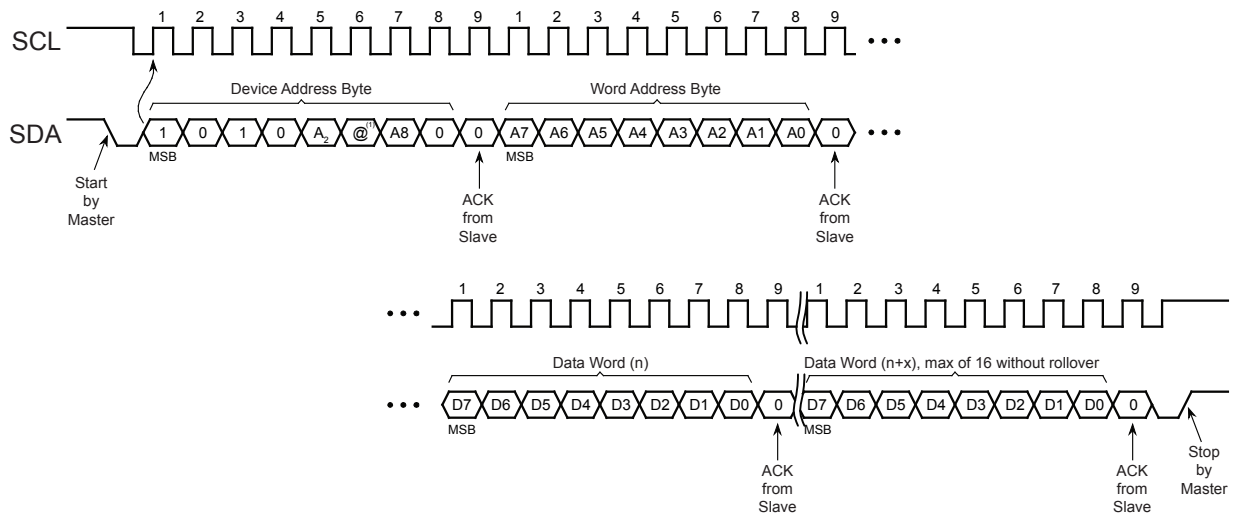 1 2 3 4 5 6 7 8 9 1 2 3 4 5 6 7 8 9
SCL
Device Address Byte Word Address Byte
SDA 1 0 1 0 A₂ @⁽¹⁾ A8 0 0 A7 A6 A5 A4 A3 A2 A1 A0 0
MSB MSB
Start
by
Master
ACK
from
Slave
ACK
from
Slave
1 2 3 4 5 6 7 8 9 1 2 3 4 5 6 7 8 9
Data Word (n) Data Word (n+x), max of 16 without rollover
D7 D6 D5 D4 D3 D2 D1 D0 0 D7 D6 D5 D4 D3 D2 D1 D0 0
MSB MSB
ACK
from
Slave
ACK
from
Slave
Stop
by
Master